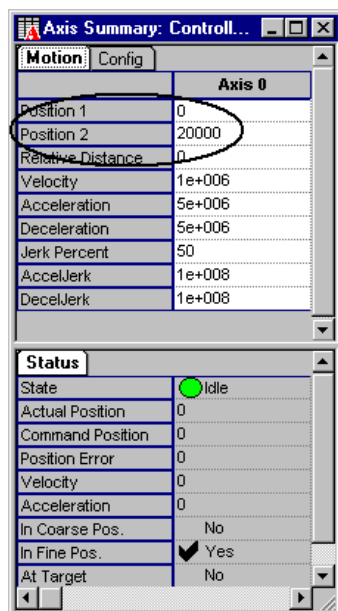 Axis Summary: Controll...
Motion Config
Axis 0
Position 1 0
Position 2 20000
Relative Distance 0
Velocity 1e+006
Acceleration 5e+006
Deceleration 5e+006
Jerk Percent 50
AccelJerk 1e+008
DecelJerk 1e+008
Status
State Idle
Actual Position 0
Command Position 0
Position Error 0
Velocity 0
Acceleration 0
In Coarse Pos. No
In Fine Pos. Yes
At Target No